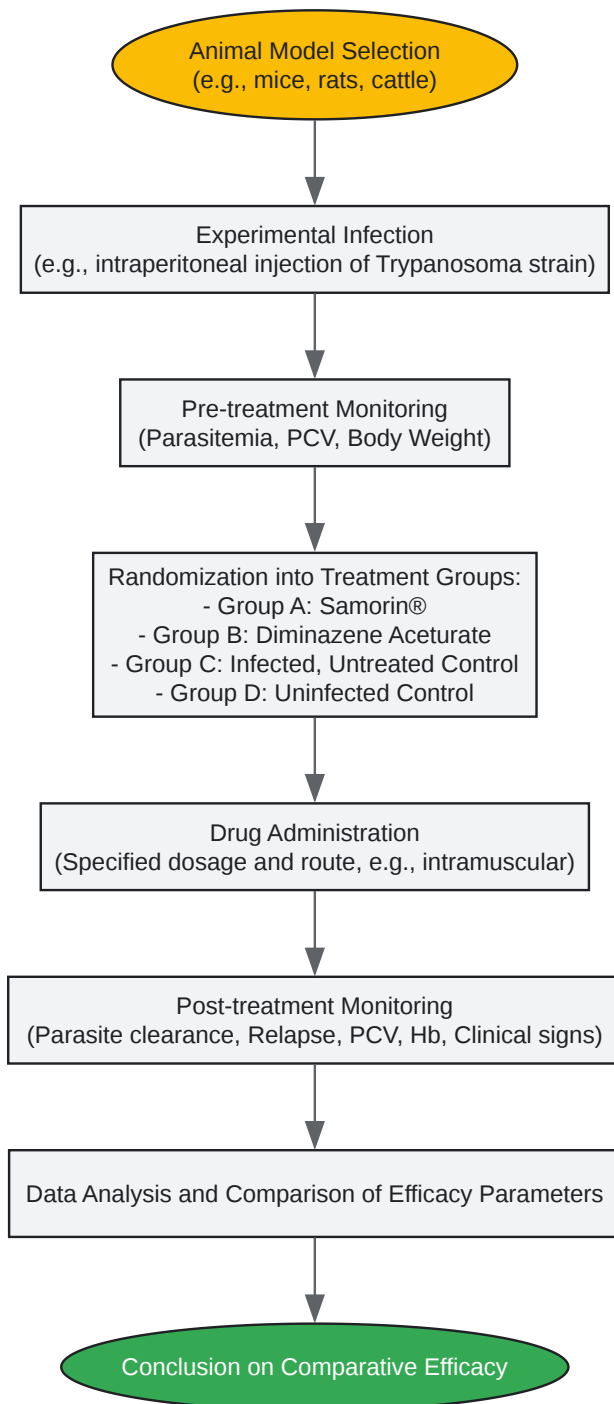 Animal Model Selection
(e.g., mice, rats, cattle)
Experimental Infection
(e.g., intraperitoneal injection of Trypanosoma strain)
Pre-treatment Monitoring
(Parasitemia, PCV, Body Weight)
Randomization into Treatment Groups:
- Group A: Samorin®
- Group B: Diminazene Aceturate
- Group C: Infected, Untreated Control
- Group D: Uninfected Control
Drug Administration
(Specified dosage and route, e.g., intramuscular)
Post-treatment Monitoring
(Parasite clearance, Relapse, PCV, Hb, Clinical signs)
Data Analysis and Comparison of Efficacy Parameters
Conclusion on Comparative Efficacy